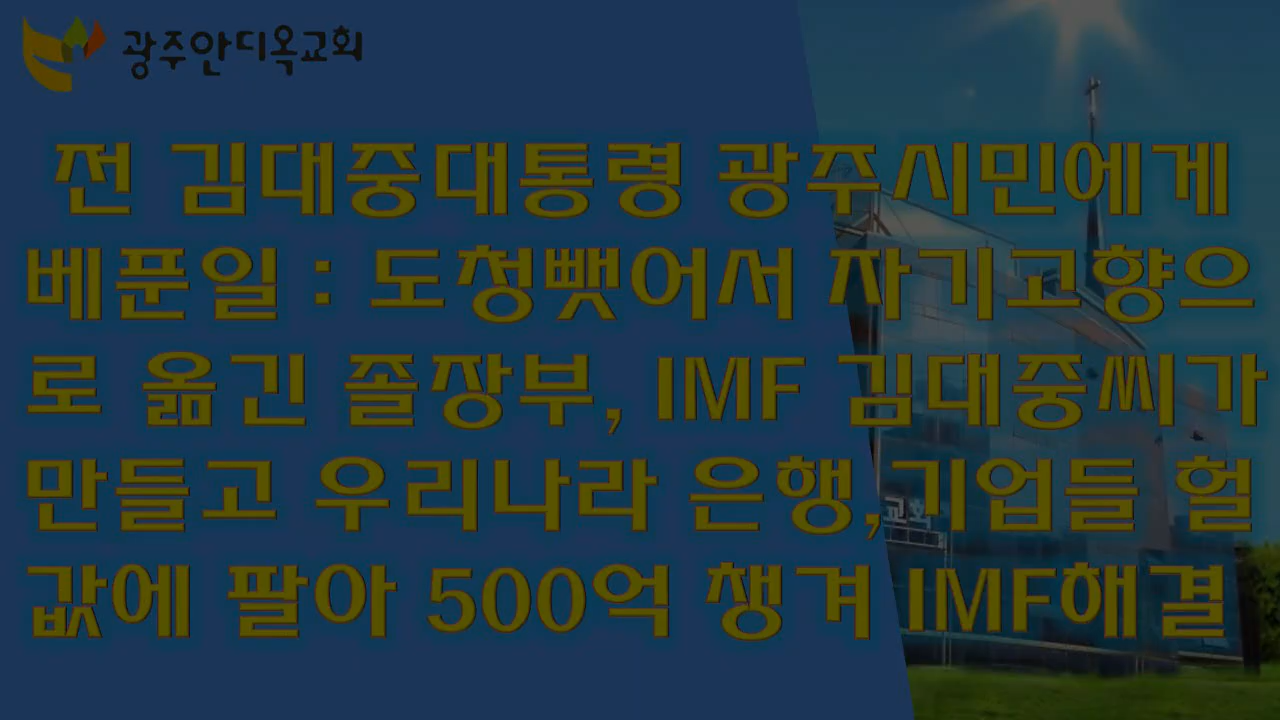 광주안디옥교회
전 김대중대통령 광주시민에게
베푼일 : 도청뺏어서 자기고향으
로 옮긴 졸장부, IMF 김대중씨가
만들고 우리나라 은행,기업들 헐
교회
값에 팔아 500억 챙겨 IMF해결